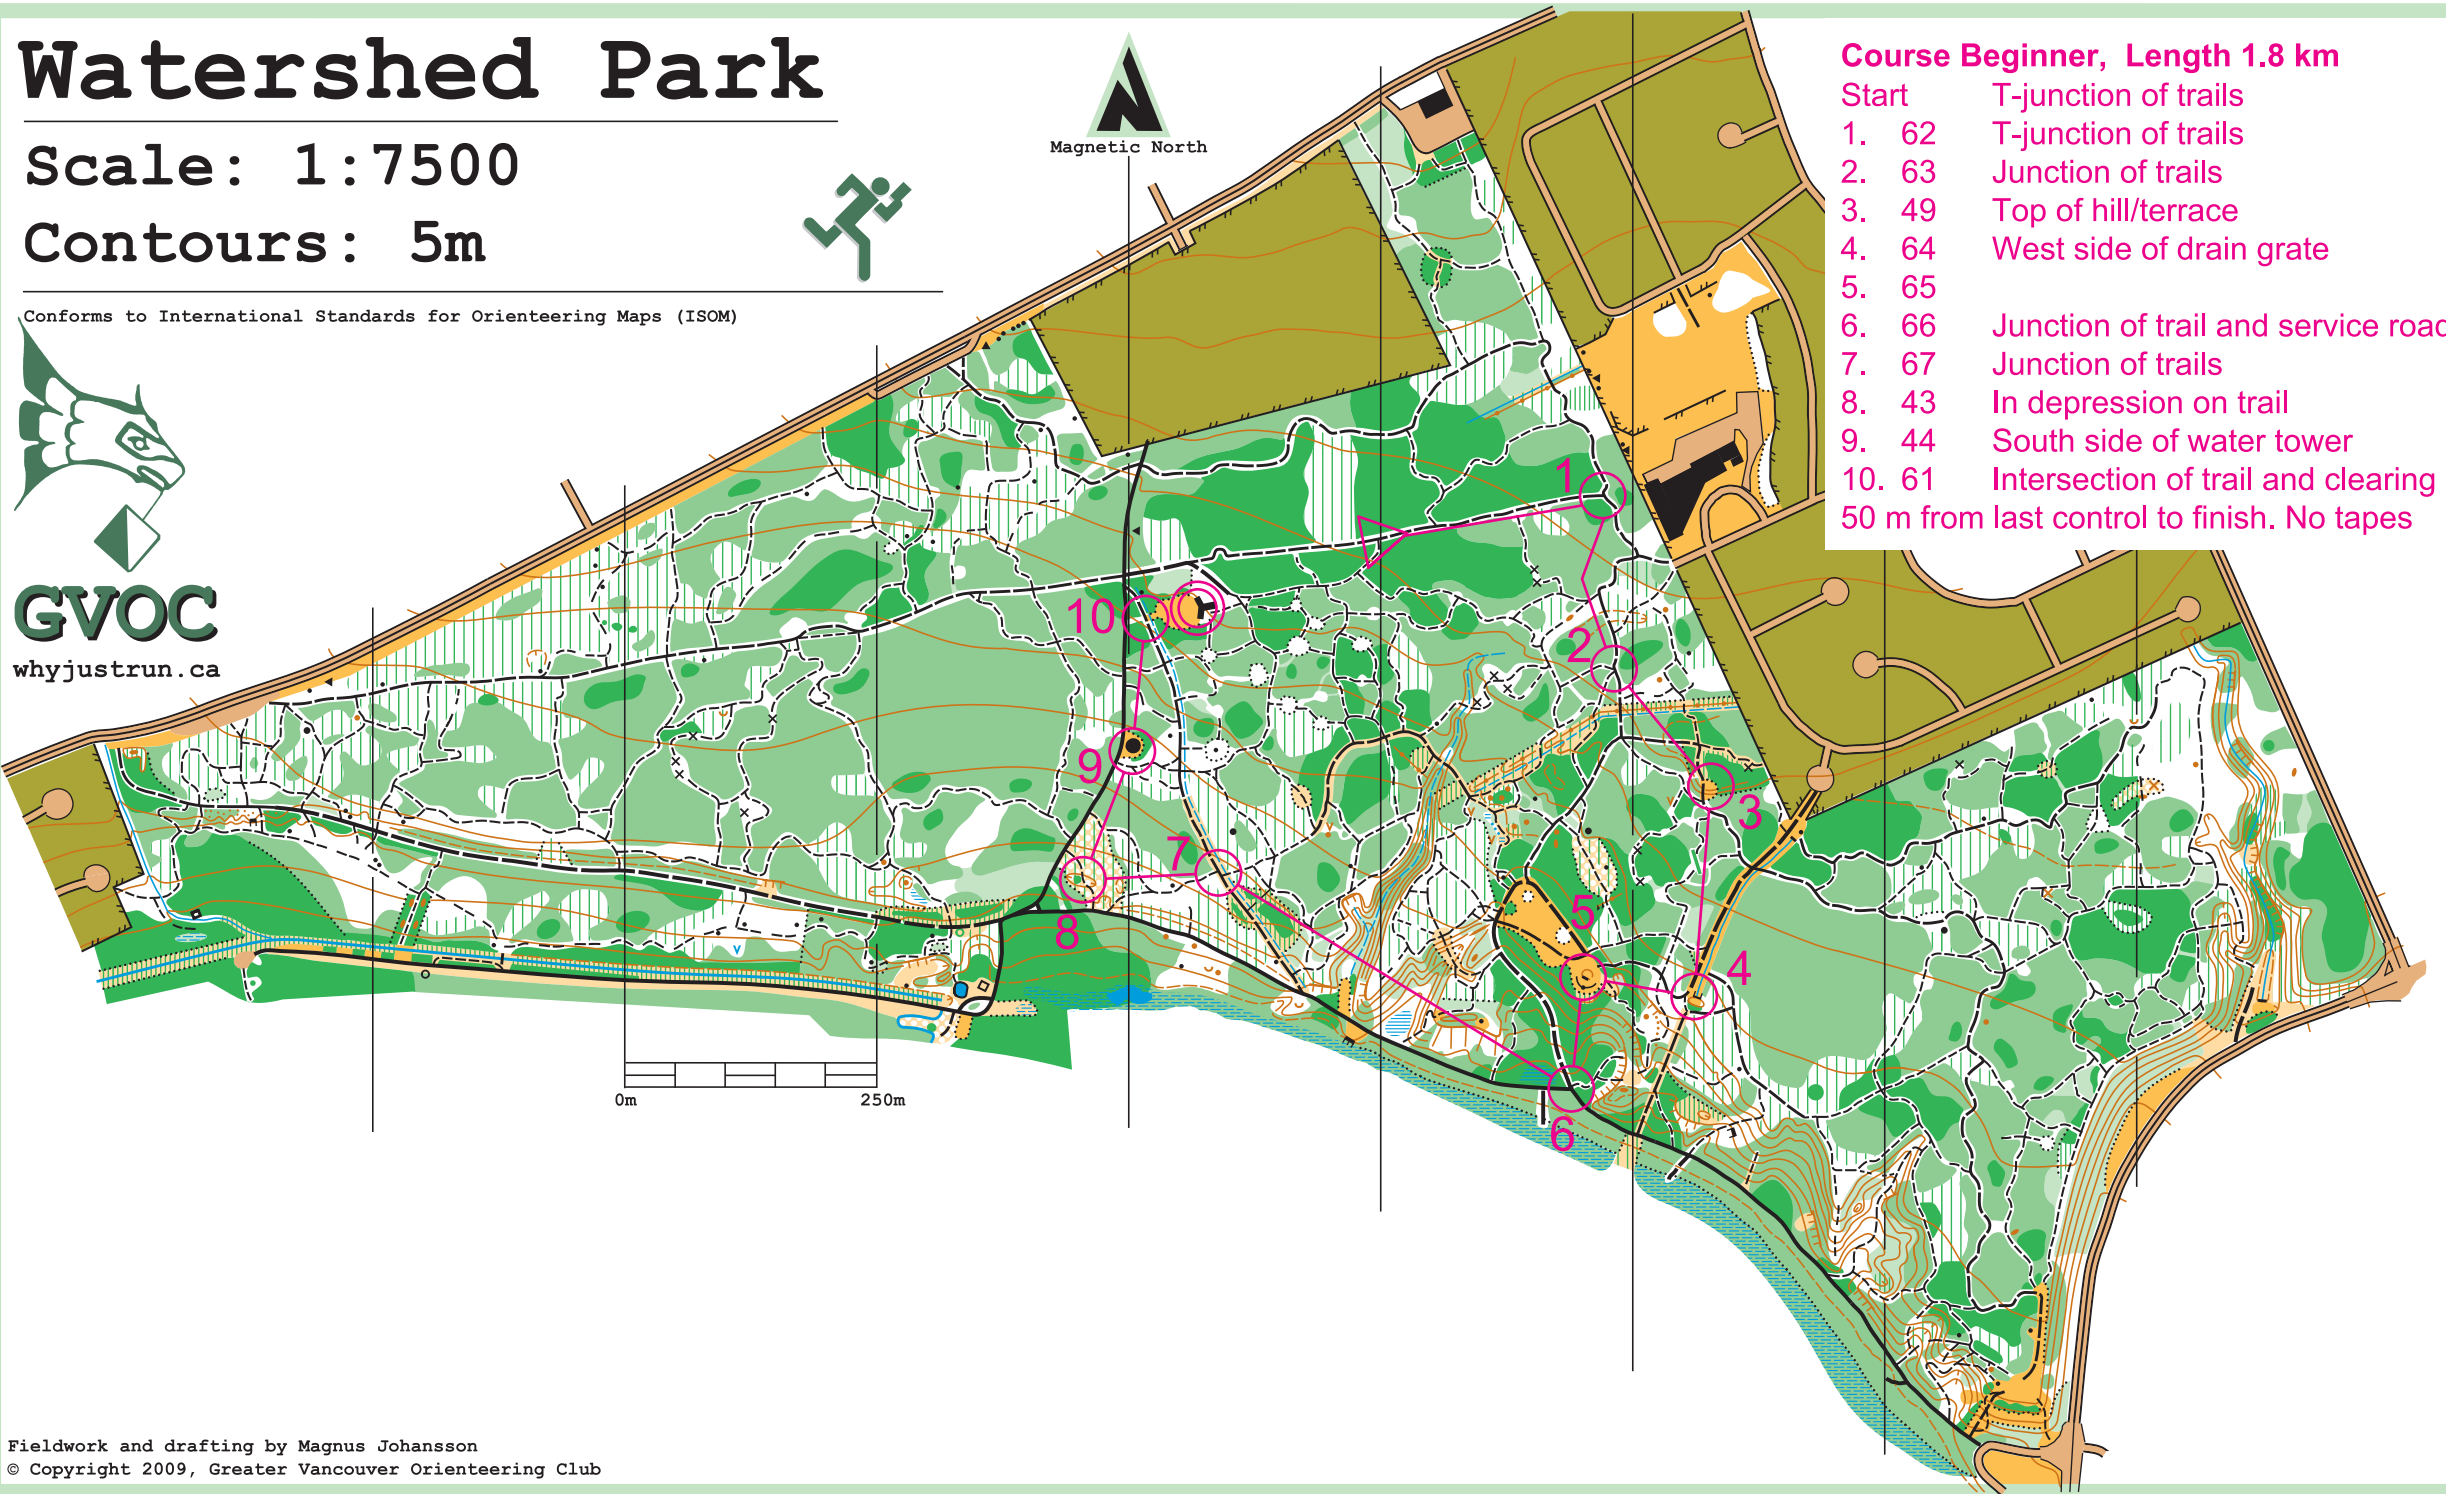 Watershed Park
Scale: 1:7500
Contours: 5m
Conforms to International Standards for Orienteering Maps (ISOM)
GVOC
whyjustrun.ca
Magnetic North
Course Beginner, Length 1.8 km
Start T-junction of trails
1. 62 T-junction of trails
2. 63 Junction of trails
3. 49 Top of hill/terrace
4. 64 West side of drain grate
5. 65
6. 66 Junction of trail and service road
7. 67 Junction of trails
8. 43 In depression on trail
9. 44 South side of water tower
10. 61 Intersection of trail and clearing
50 m from last control to finish. No tapes
1
2
3
4
5
6
7
8
9
10
0m 250m
Fieldwork and drafting by Magnus Johansson
© Copyright 2009, Greater Vancouver Orienteering Club